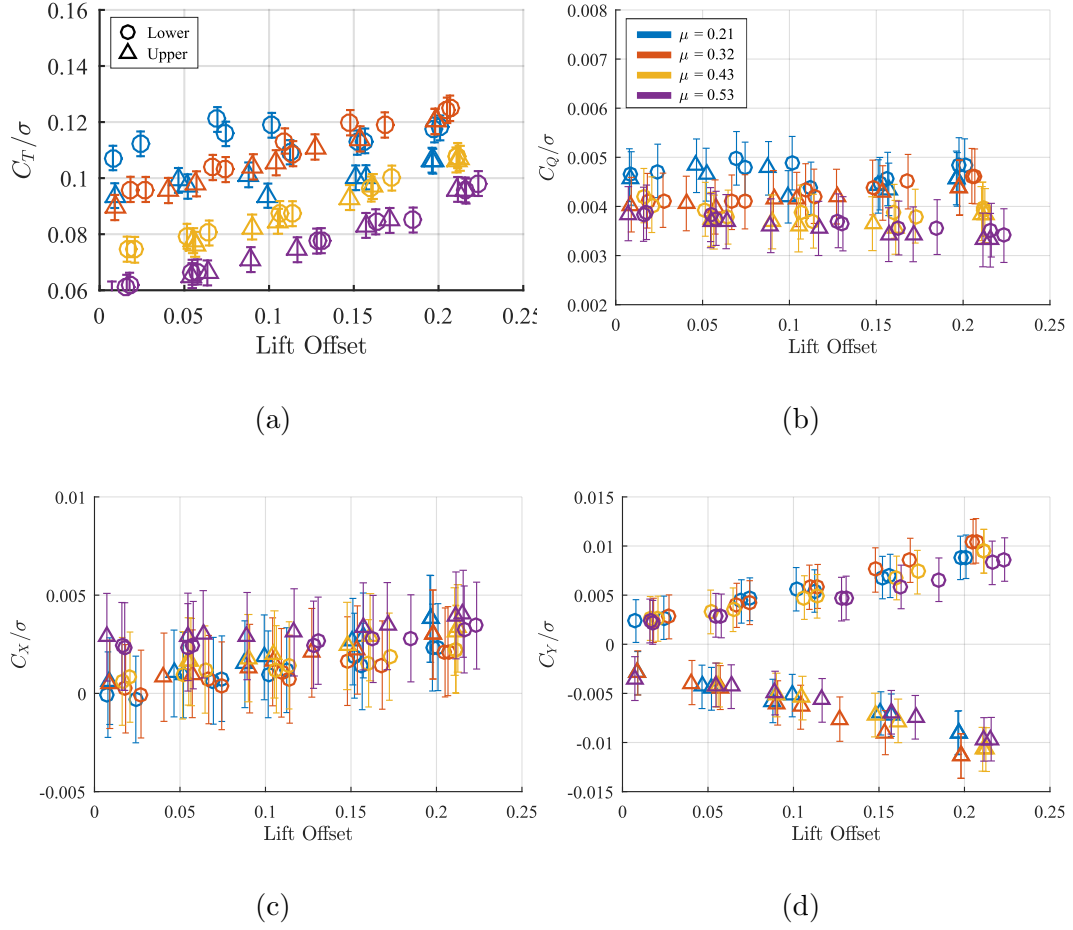 0.16
0.14
0.12
0.1
0.08
0.06
C_T/σ
Lower
Upper
0
0.05
0.1
0.15
0.2
0.25
Lift Offset
(a)
0.008
0.007
0.006
0.005
0.004
0.003
0.002
C_Q/σ
μ = 0.21
μ = 0.32
μ = 0.43
μ = 0.53
0
0.05
0.1
0.15
0.2
0.25
Lift Offset
(b)
0.01
0.005
0
-0.005
C_X/σ
0
0.05
0.1
0.15
0.2
0.25
Lift Offset
(c)
0.015
0.01
0.005
0
-0.005
-0.01
-0.015
C_Y/σ
0
0.05
0.1
0.15
0.2
0.25
Lift Offset
(d)